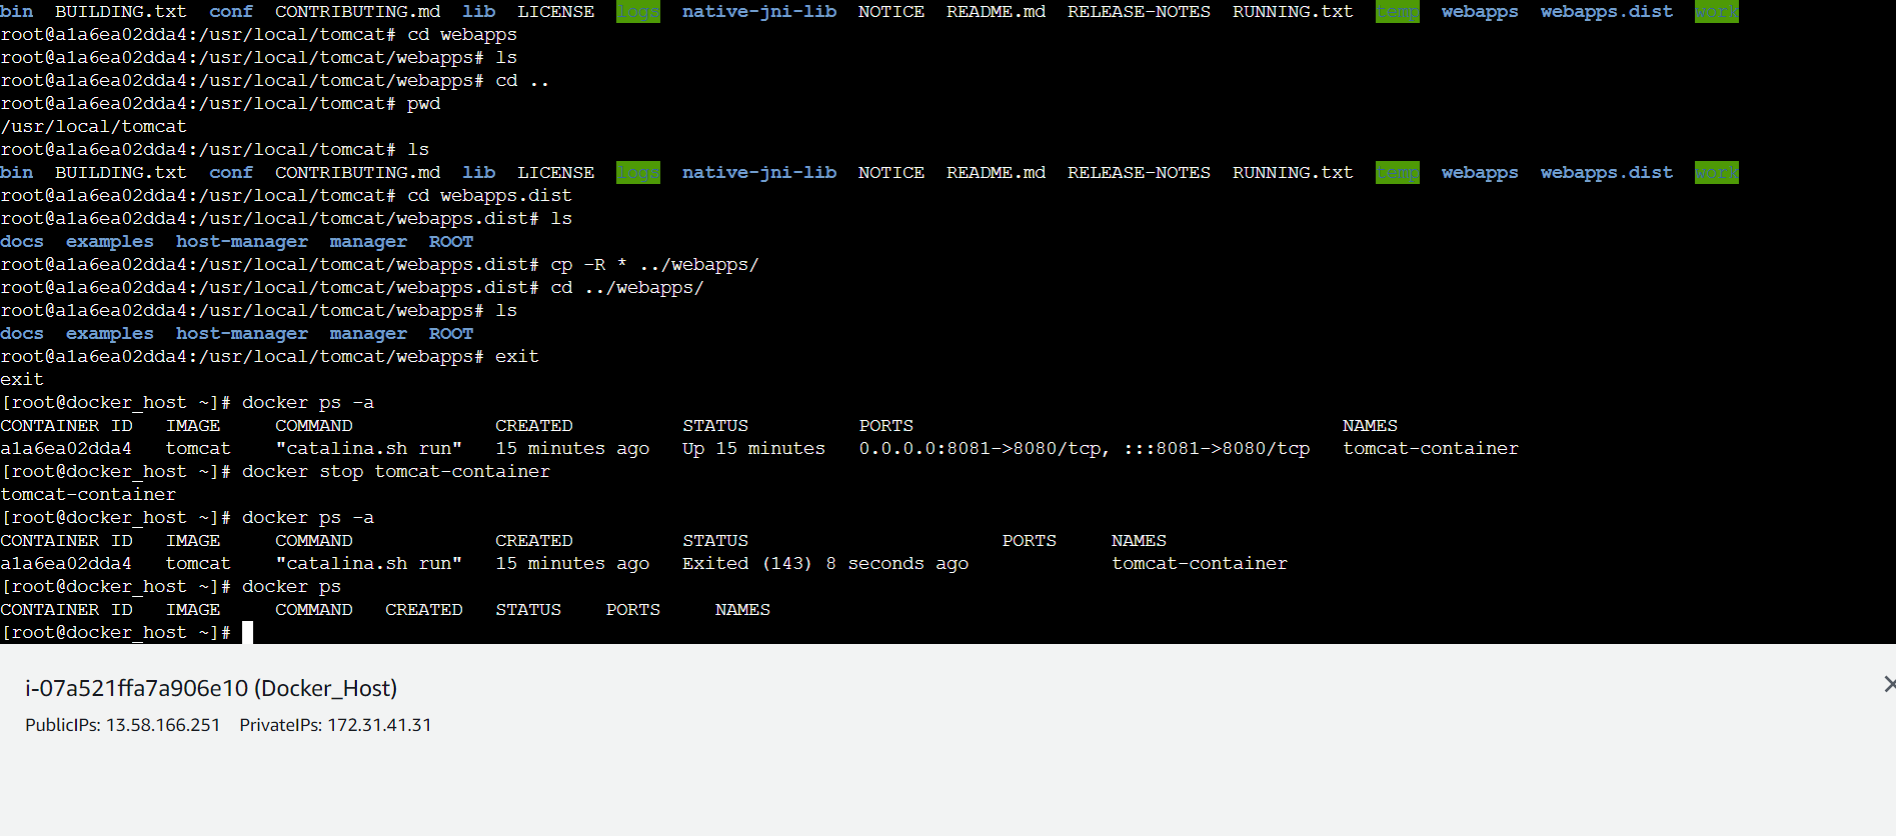 bin  BUILDING.txt  conf  CONTRIBUTING.md  lib  LICENSE  logs  native-jni-lib  NOTICE  README.md  RELEASE-NOTES  RUNNING.txt  temp  webapps  webapps.dist  work
root@a1a6ea02dda4:/usr/local/tomcat# cd webapps
root@a1a6ea02dda4:/usr/local/tomcat/webapps# ls
root@a1a6ea02dda4:/usr/local/tomcat/webapps# cd ..
root@a1a6ea02dda4:/usr/local/tomcat# pwd
/usr/local/tomcat
root@a1a6ea02dda4:/usr/local/tomcat# ls
bin  BUILDING.txt  conf  CONTRIBUTING.md  lib  LICENSE  logs  native-jni-lib  NOTICE  README.md  RELEASE-NOTES  RUNNING.txt  temp  webapps  webapps.dist  work
root@a1a6ea02dda4:/usr/local/tomcat# cd webapps.dist
root@a1a6ea02dda4:/usr/local/tomcat/webapps.dist# ls
docs  examples  host-manager  manager  ROOT
root@a1a6ea02dda4:/usr/local/tomcat/webapps.dist# cp -R * ../webapps/
root@a1a6ea02dda4:/usr/local/tomcat/webapps.dist# cd ../webapps/
root@a1a6ea02dda4:/usr/local/tomcat/webapps# ls
docs  examples  host-manager  manager  ROOT
root@a1a6ea02dda4:/usr/local/tomcat/webapps# exit
exit
[root@docker_host ~]# docker ps -a
CONTAINER ID   IMAGE     COMMAND             CREATED          STATUS          PORTS                                       NAMES
a1a6ea02dda4   tomcat    "catalina.sh run"   15 minutes ago   Up 15 minutes   0.0.0.0:8081->8080/tcp, :::8081->8080/tcp   tomcat-container
[root@docker_host ~]# docker stop tomcat-container
tomcat-container
[root@docker_host ~]# docker ps -a
CONTAINER ID   IMAGE     COMMAND             CREATED          STATUS                       PORTS     NAMES
a1a6ea02dda4   tomcat    "catalina.sh run"   15 minutes ago   Exited (143) 8 seconds ago             tomcat-container
[root@docker_host ~]# docker ps
CONTAINER ID   IMAGE     COMMAND   CREATED   STATUS    PORTS     NAMES
[root@docker_host ~]#
i-07a521ffa7a906e10 (Docker_Host)
PublicIPs: 13.58.166.251    PrivateIPs: 172.31.41.31